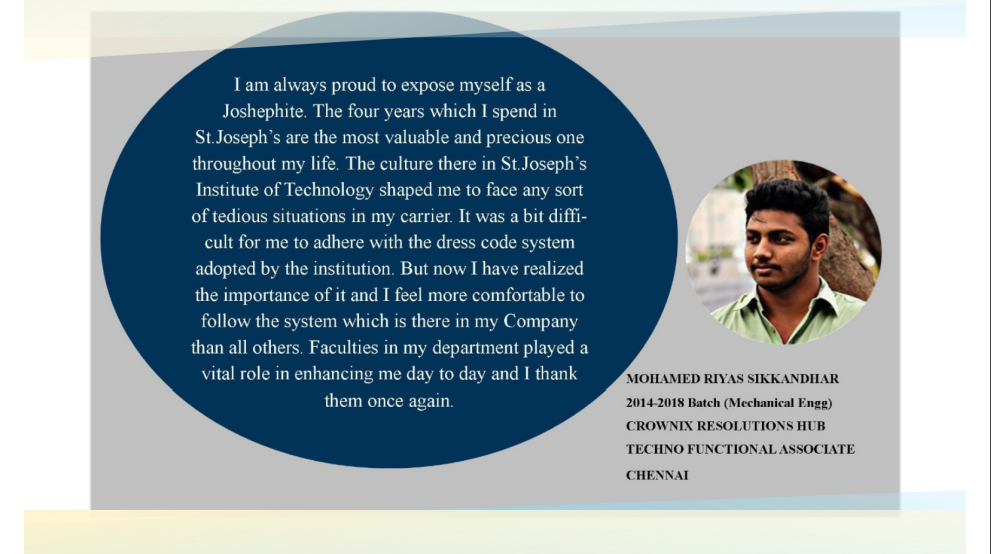 I am always proud to expose myself as a
Joshephite. The four years which I spend in
St.Joseph’s are the most valuable and precious one
throughout my life. The culture there in St.Joseph’s
Institute of Technology shaped me to face any sort
of tedious situations in my carrier. It was a bit diffi-
cult for me to adhere with the dress code system
adopted by the institution. But now I have realized
the importance of it and I feel more comfortable to
follow the system which is there in my Company
than all others. Faculties in my department played a
vital role in enhancing me day to day and I thank
them once again.
MOHAMED RIYAS SIKKANDHAR
2014-2018 Batch (Mechanical Engg)
CROWNIX RESOLUTIONS HUB
TECHNO FUNCTIONAL ASSOCIATE
CHENNAI